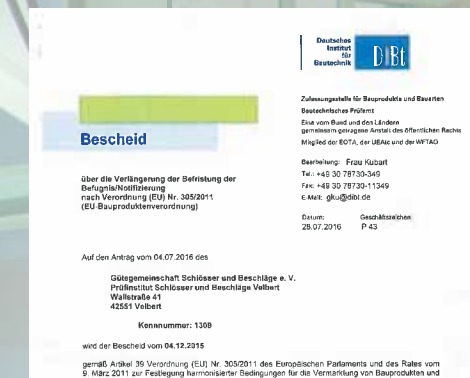 Deutsches
Institut
für
Bautechnik
DIBt
Zulassungsstelle für Bauprodukte und Bauarten
Bautechnisches Prüfamt
Eine vom Bund und den Ländern
gemeinsam getragene Anstalt des öffentlichen Rechts
Mitglied der EOTA, der UEAtc und der WFTAO
Bescheid
über die Verlängerung der Befristung der
Befugnis/Notifizierung
nach Verordnung (EU) Nr. 305/2011
(EU-Bauproduktenverordnung)
Bearbeitung: Frau Kubart
Tel.: +49 30 78730-349
Fax: +49 30 78730-11349
E-Mail: gku@dibt.de
Datum: Geschäftszeichen:
28.07.2016 P 43
Auf den Antrag vom 04.07.2016 des
Gütegemeinschaft Schlösser und Beschläge e. V.
Prüfinstitut Schlösser und Beschläge Velbert
Wallstraße 41
42551 Velbert
Kennnummer: 1309
wird der Bescheid vom 04.12.2015
gemäß Artikel 39 Verordnung (EU) Nr. 305/2011 des Europäischen Parlaments und des Rates vom
9. März 2011 zur Festlegung harmonisierter Bedingungen für die Vermarktung von Bauprodukten und